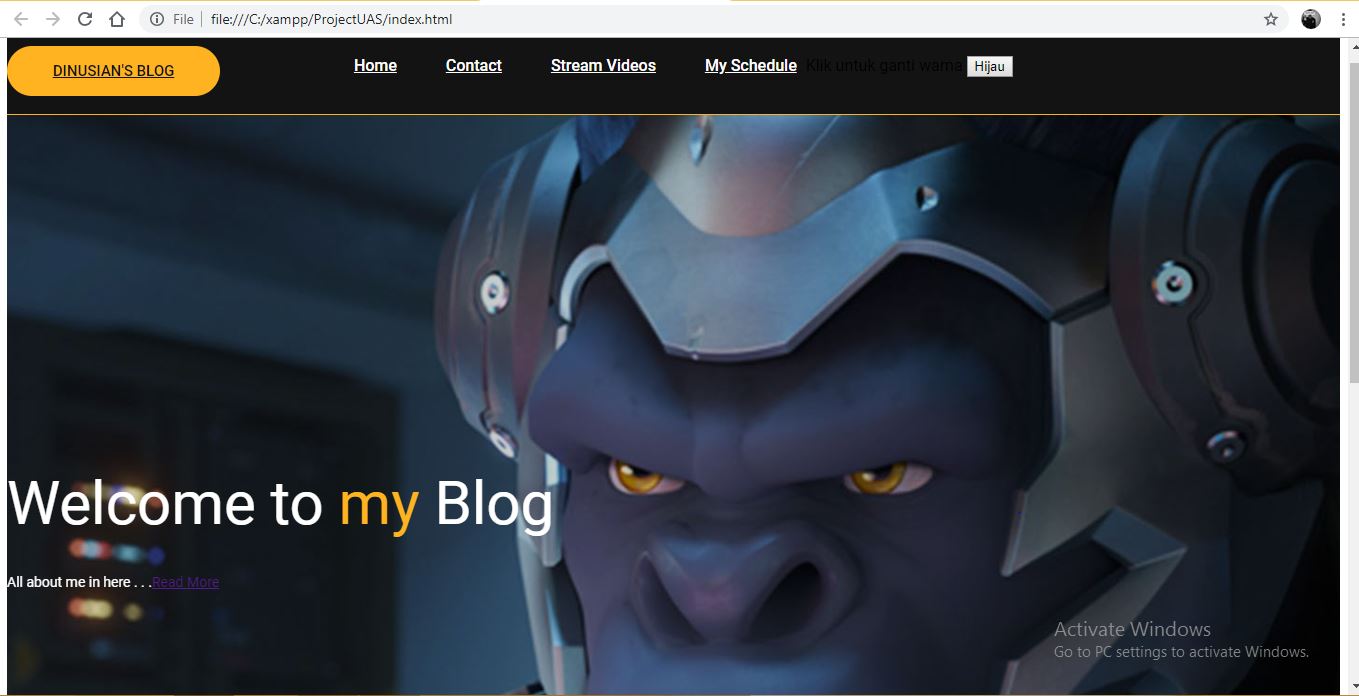 File file:///C:/xampp/ProjectUAS/index.html
DINUSIAN'S BLOG Home Contact Stream Videos My Schedule Klik untuk ganti warna Hijau
Welcome to my Blog
All about me in here . . .Read More
Activate Windows
Go to PC settings to activate Windows.